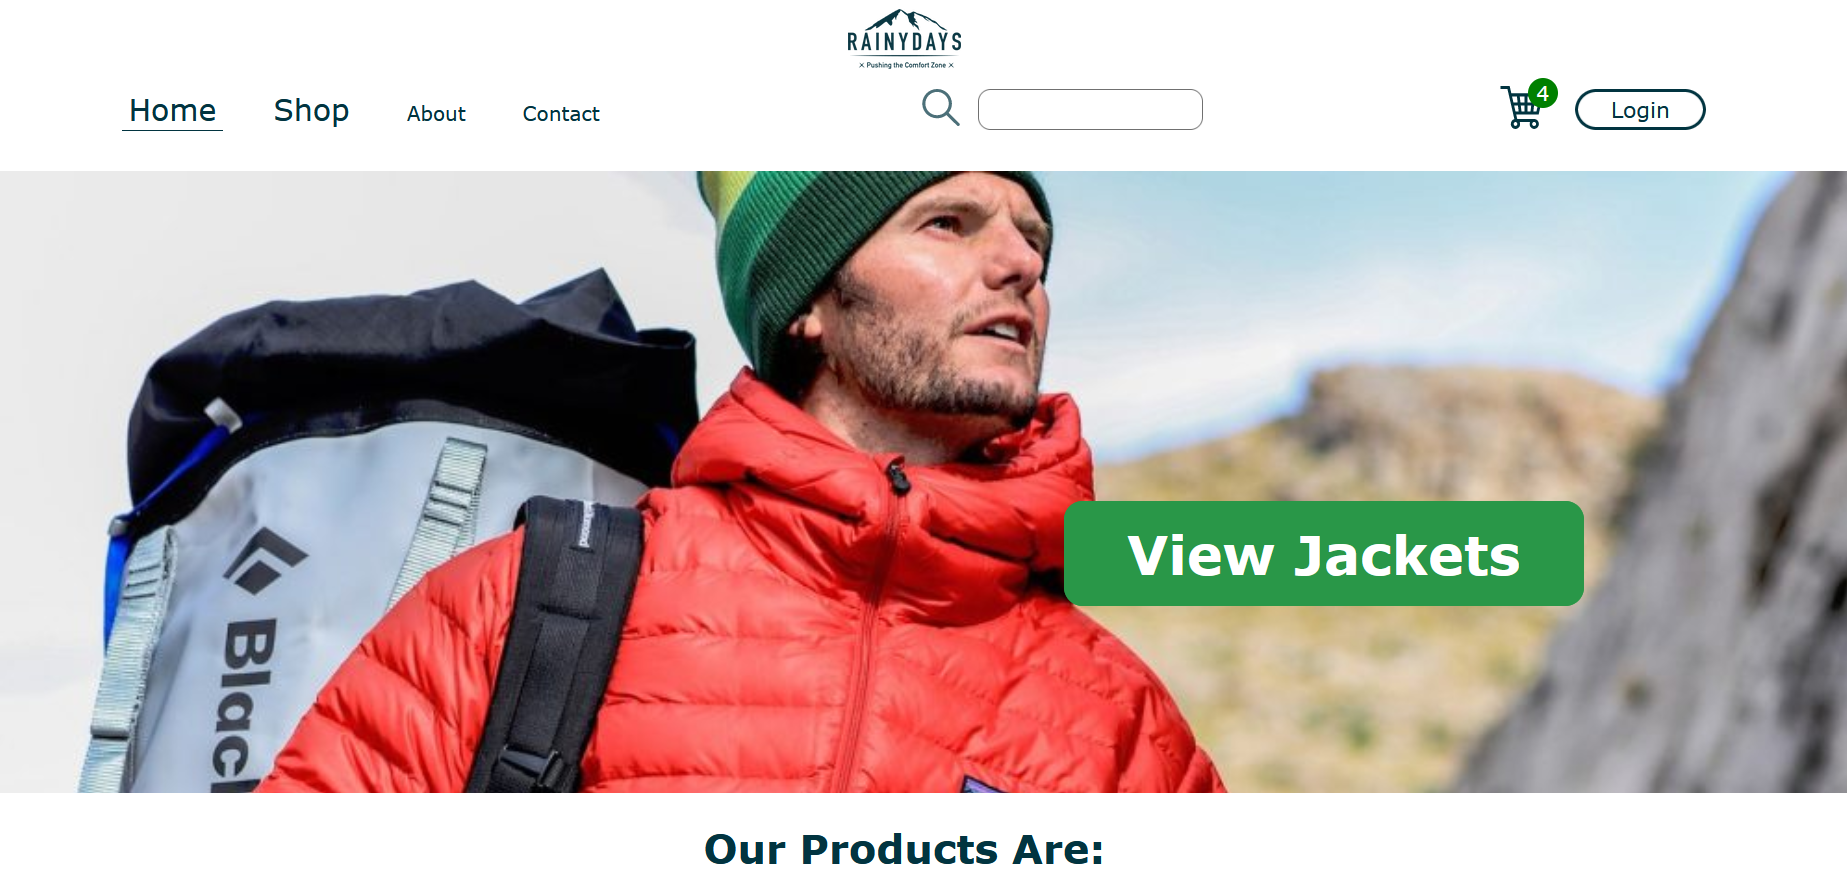 RAINYDAYS
× Pushing the Comfort Zone ×
Home Shop About Contact
4
Login
View Jackets
Blac
Our Products Are: